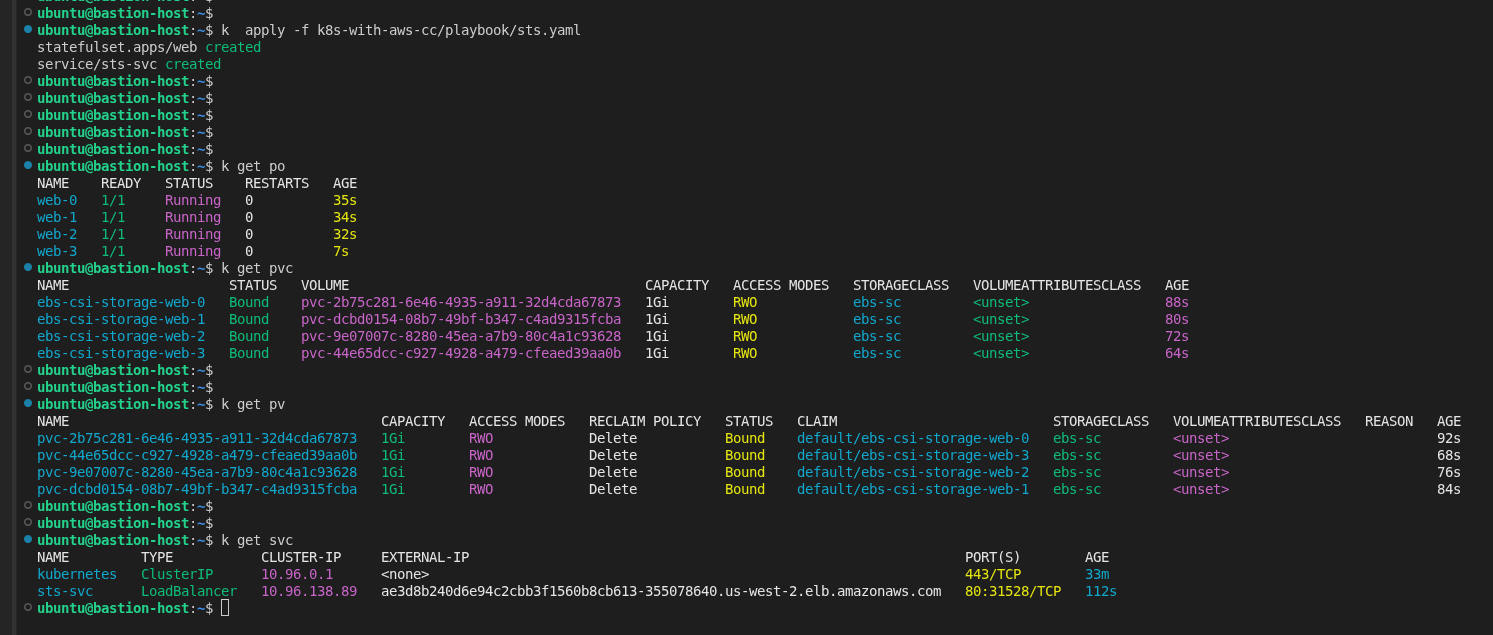 ubuntu@bastion-host:~$
ubuntu@bastion-host:~$ k  apply -f k8s-with-aws-cc/playbook/sts.yaml
statefulset.apps/web created
service/sts-svc created
ubuntu@bastion-host:~$
ubuntu@bastion-host:~$
ubuntu@bastion-host:~$
ubuntu@bastion-host:~$
ubuntu@bastion-host:~$
ubuntu@bastion-host:~$ k get po
NAME    READY   STATUS    RESTARTS   AGE
web-0   1/1     Running   0          35s
web-1   1/1     Running   0          34s
web-2   1/1     Running   0          32s
web-3   1/1     Running   0          7s
ubuntu@bastion-host:~$ k get pvc
NAME                    STATUS   VOLUME                                     CAPACITY   ACCESS MODES   STORAGECLASS   VOLUMEATTRIBUTESCLASS   AGE
ebs-csi-storage-web-0   Bound    pvc-2b75c281-6e46-4935-a911-32d4cda67873   1Gi        RWO            ebs-sc         <unset>                 88s
ebs-csi-storage-web-1   Bound    pvc-dcbd0154-08b7-49bf-b347-c4ad9315fcba   1Gi        RWO            ebs-sc         <unset>                 80s
ebs-csi-storage-web-2   Bound    pvc-9e07007c-8280-45ea-a7b9-80c4a1c93628   1Gi        RWO            ebs-sc         <unset>                 72s
ebs-csi-storage-web-3   Bound    pvc-44e65dcc-c927-4928-a479-cfeaed39aa0b   1Gi        RWO            ebs-sc         <unset>                 64s
ubuntu@bastion-host:~$
ubuntu@bastion-host:~$
ubuntu@bastion-host:~$ k get pv
NAME                                       CAPACITY   ACCESS MODES   RECLAIM POLICY   STATUS   CLAIM                           STORAGECLASS   VOLUMEATTRIBUTESCLASS   REASON   AGE
pvc-2b75c281-6e46-4935-a911-32d4cda67873   1Gi        RWO            Delete           Bound    default/ebs-csi-storage-web-0   ebs-sc         <unset>                          92s
pvc-44e65dcc-c927-4928-a479-cfeaed39aa0b   1Gi        RWO            Delete           Bound    default/ebs-csi-storage-web-3   ebs-sc         <unset>                          68s
pvc-9e07007c-8280-45ea-a7b9-80c4a1c93628   1Gi        RWO            Delete           Bound    default/ebs-csi-storage-web-2   ebs-sc         <unset>                          76s
pvc-dcbd0154-08b7-49bf-b347-c4ad9315fcba   1Gi        RWO            Delete           Bound    default/ebs-csi-storage-web-1   ebs-sc         <unset>                          84s
ubuntu@bastion-host:~$
ubuntu@bastion-host:~$
ubuntu@bastion-host:~$ k get svc
NAME         TYPE           CLUSTER-IP      EXTERNAL-IP                                                              PORT(S)        AGE
kubernetes   ClusterIP      10.96.0.1       <none>                                                                   443/TCP        33m
sts-svc      LoadBalancer   10.96.138.89    ae3d8b240d6e94c2cbb3f1560b8cb613-355078640.us-west-2.elb.amazonaws.com   80:31528/TCP   112s
ubuntu@bastion-host:~$